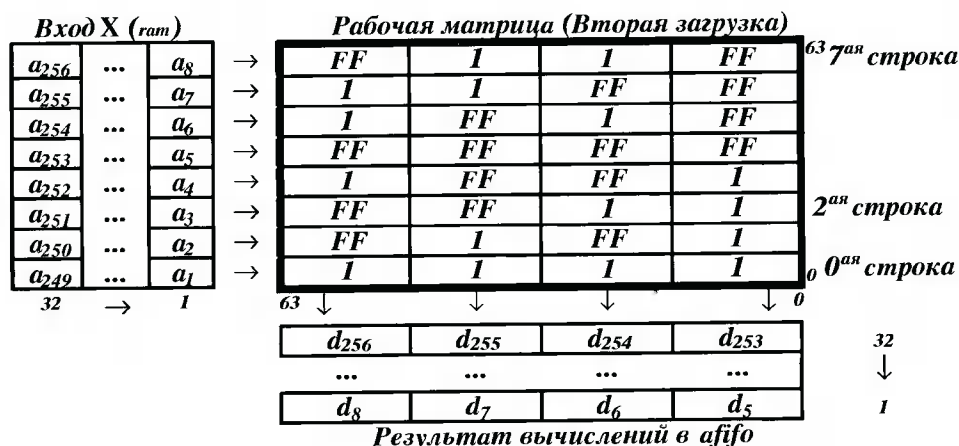 Вход X (ram) Рабочая матрица (Вторая загрузка)
a256 ... a8 → FF 1 1 FF 63 7ая строка
a255 ... a7 → 1 1 FF FF
a254 ... a6 → 1 FF 1 FF
a253 ... a5 → FF FF FF FF
a252 ... a4 → 1 FF FF 1
a251 ... a3 → FF FF 1 1 2ая строка
a250 ... a2 → FF 1 FF 1
a249 ... a1 → 1 1 1 1 0 0ая строка
32 → 1 63 ↓ ↓ ↓ ↓ 0
d256 d255 d254 d253 32
... ... ... ... ↓
d8 d7 d6 d5 1
Результат вычислений в afifo